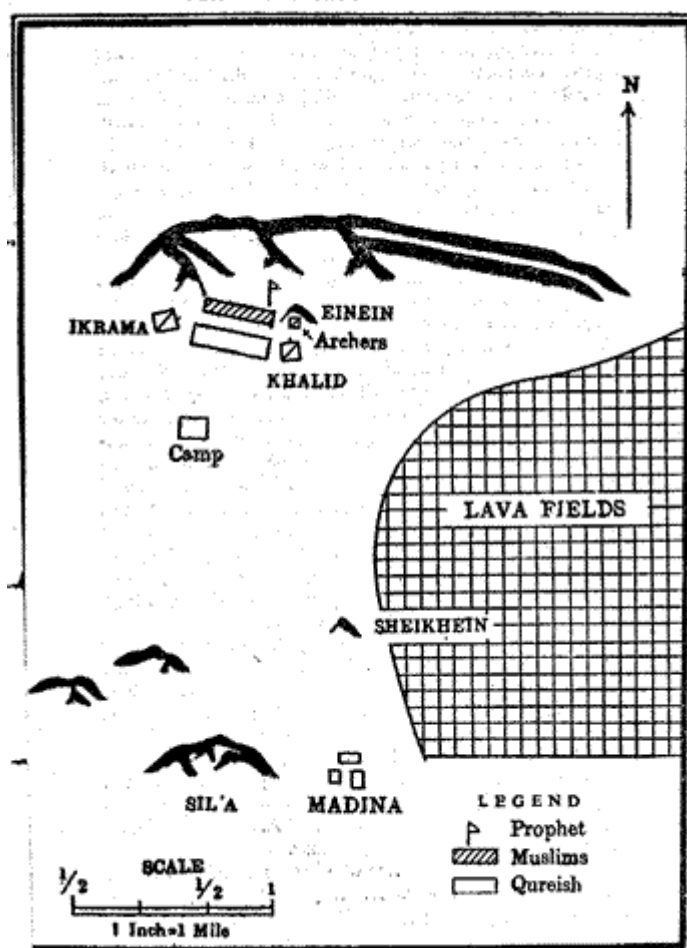 N
IKRAMA
EINEIN
Archers
KHALID
Camp
LAVA FIELDS
SHEIKHEIN
SIL'A
MADINA
LEGEND
Prophet
Muslims
Qureish
SCALE
1/2 1/2 1
1 Inch=1 Mile